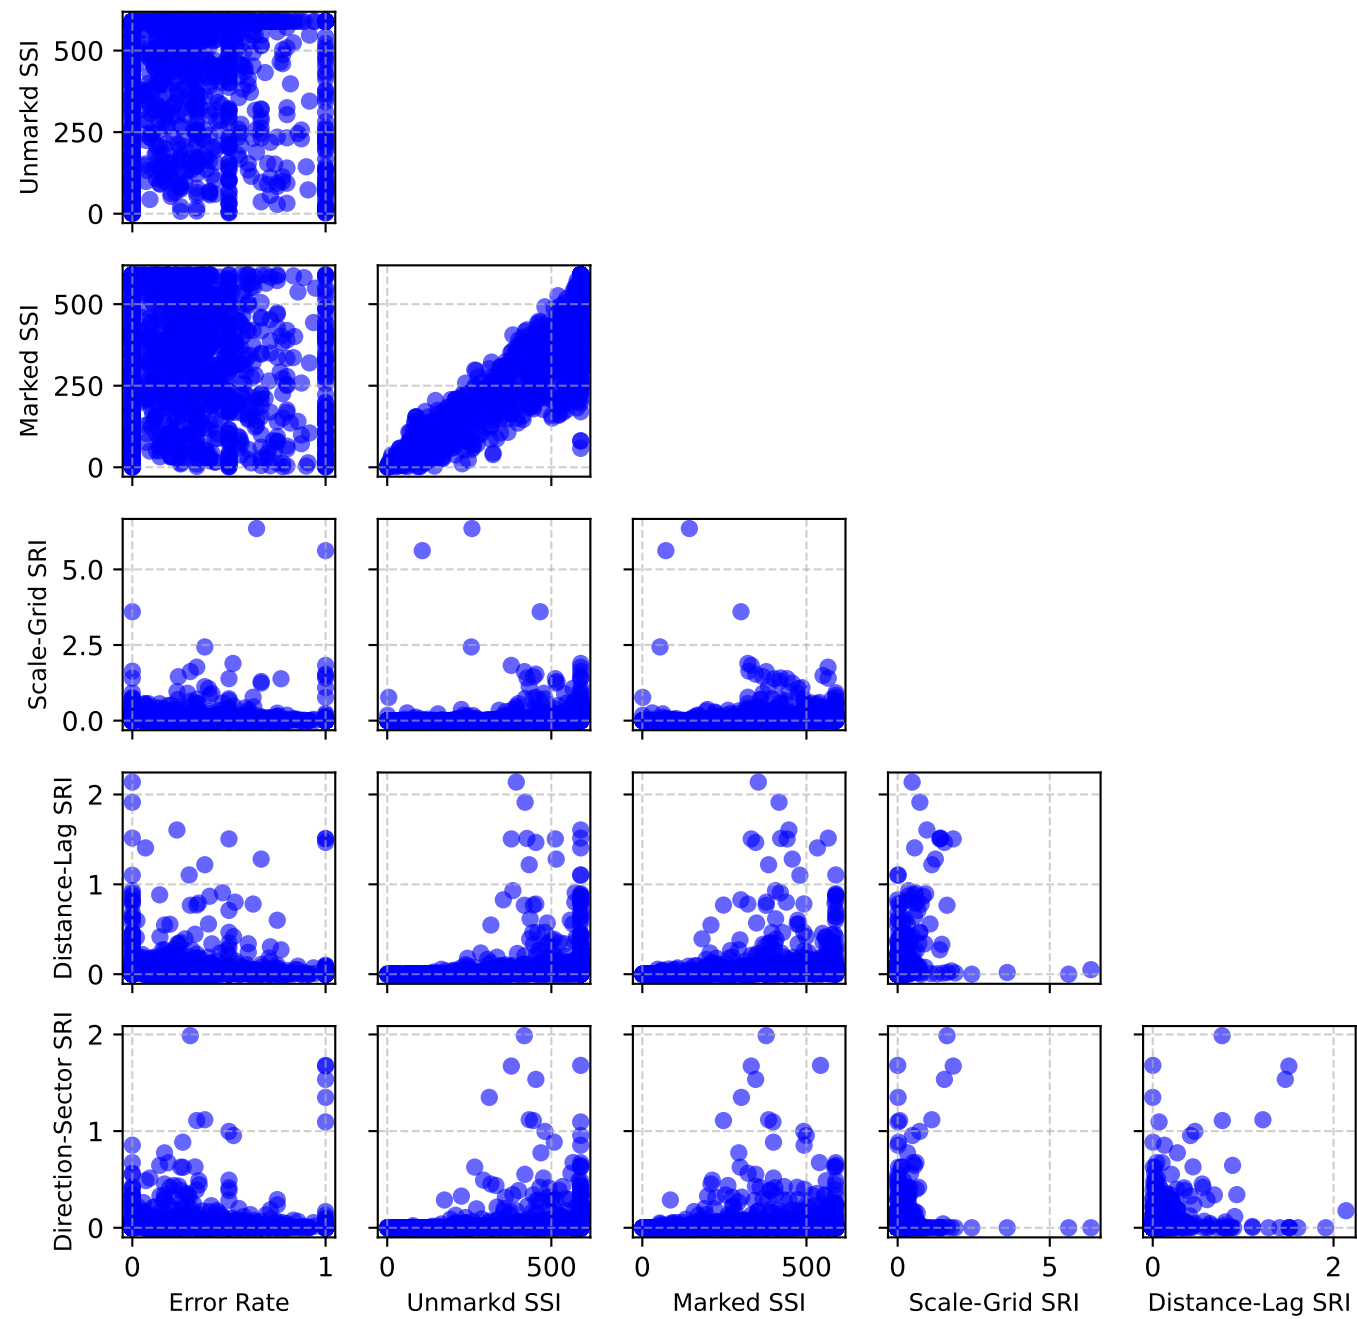 Unmarkd SSI
500
250
0
Marked SSI
500
250
0
Scale-Grid SRI
5.0
2.5
0.0
Distance-Lag SRI
2
1
0
Direction-Sector SRI
2
1
0
0 1
0 500
0 500
0 5
0 2
Error Rate
Unmarkd SSI
Marked SSI
Scale-Grid SRI
Distance-Lag SRI